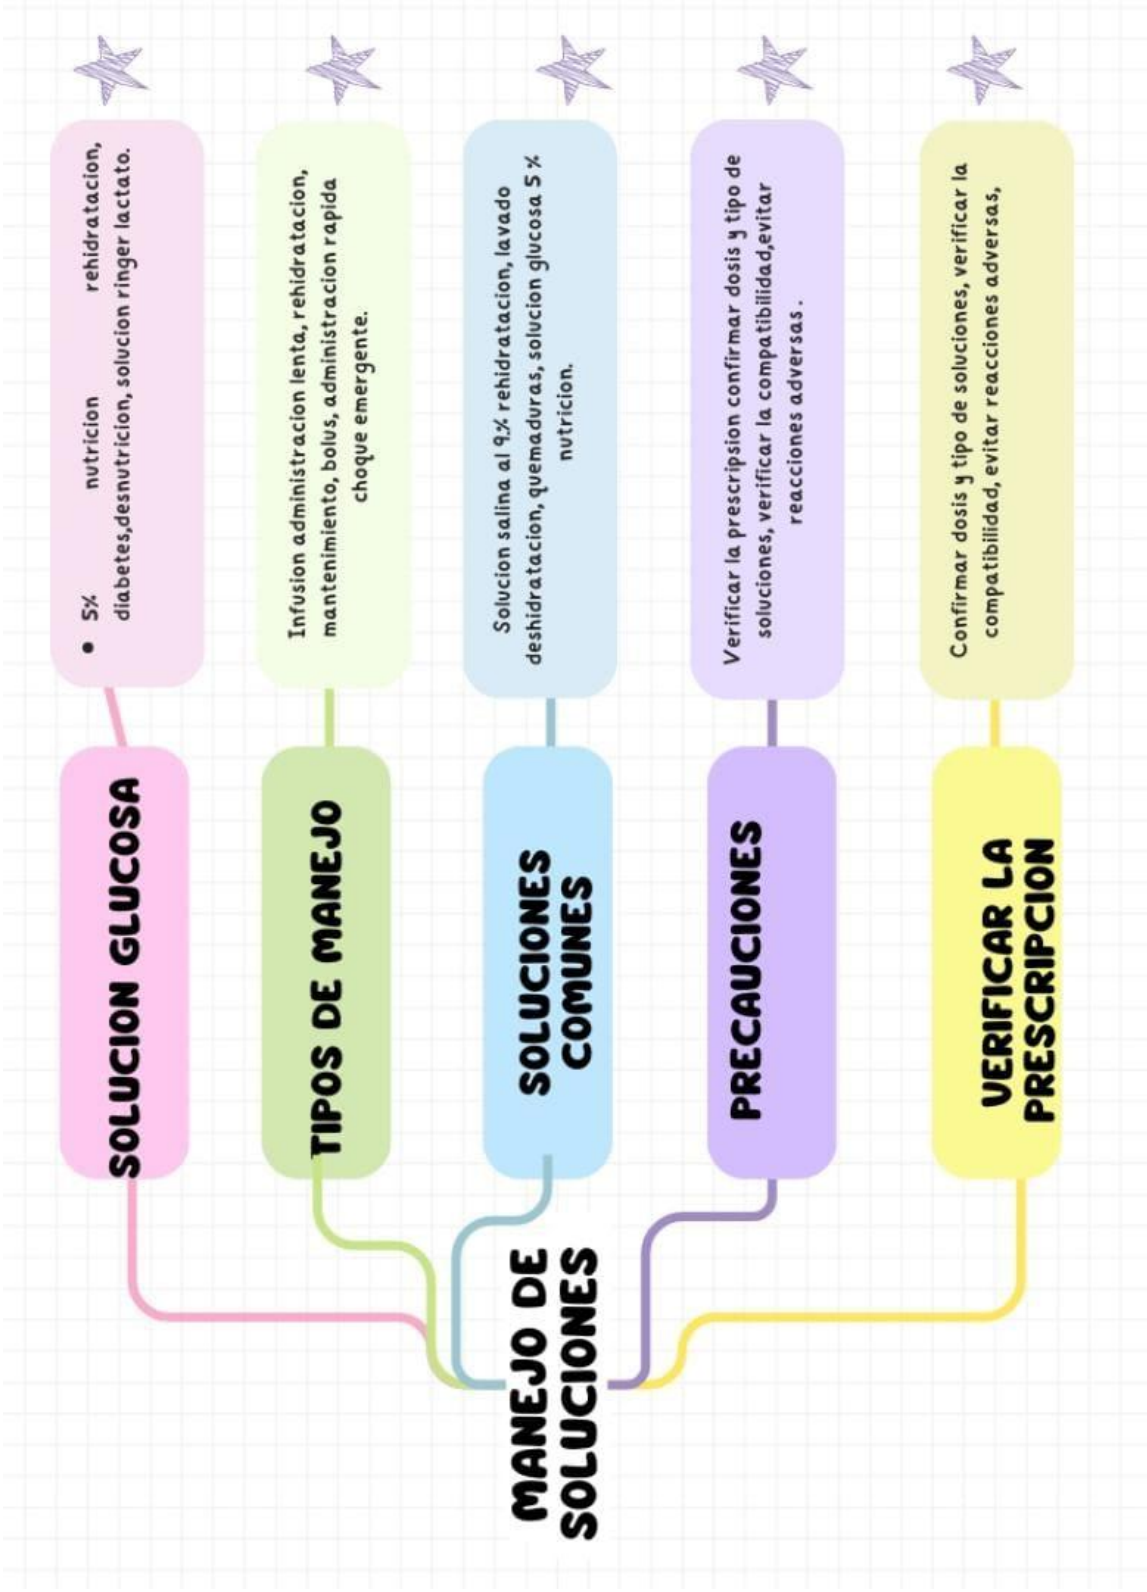 MANEJO DE
SOLUCIONES
SOLUCION GLUCOSA
• 5% nutricion rehidratacion,
diabetes,desnutricion, solucion ringer lactato.
TIPOS DE MANEJO
Infusion administracion lenta, rehidratacion,
mantenimiento, bolus, administracion rapida
choque emergente.
SOLUCIONES
COMUNES
Solucion salina al 9% rehidratacion, lavado
deshidratacion, quemaduras, solucion glucosa 5 %
nutricion.
PRECAUCIONES
Verificar la prescripsion confirmar dosis y tipo de
soluciones, verificar la compatibilidad,evitar
reacciones adversas .
VERIFICAR LA
PRESCRIPCION
Confirmar dosis y tipo de soluciones, verificar la
compatibilidad, evitar reacciones adversas,